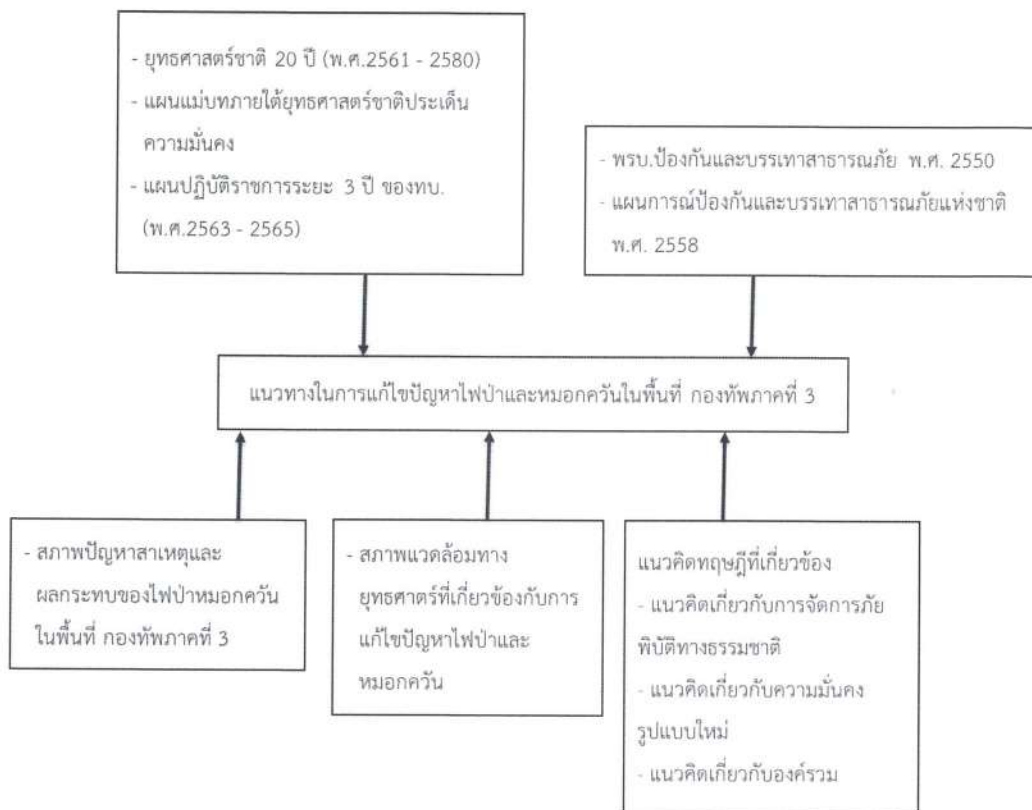 - ยุทธศาสตร์ชาติ 20 ปี (พ.ศ.2561 - 2580)
- แผนแม่บทภายใต้ยุทธศาสตร์ชาติประเด็น
ความมั่นคง
- แผนปฏิบัติราชการระยะ 3 ปี ของทบ.
(พ.ศ.2563 - 2565)
- พรบ.ป้องกันและบรรเทาสาธารณภัย พ.ศ. 2550
- แผนการณ์ป้องกันและบรรเทาสาธารณภัยแห่งชาติ
พ.ศ. 2558
แนวทางในการแก้ไขปัญหาไฟป่าและหมอกควันในพื้นที่ กองทัพภาคที่ 3
- สภาพปัญหาสาเหตุและ
ผลกระทบของไฟป่าหมอกควัน
ในพื้นที่ กองทัพภาคที่ 3
- สภาพแวดล้อมทาง
ยุทธศาตร์ที่เกี่ยวข้องกับการ
แก้ไขปัญหาไฟป่าและ
หมอกควัน
แนวคิดทฤษฎีที่เกี่ยวข้อง
- แนวคิดเกี่ยวกับการจัดการภัย
พิบัติทางธรรมชาติ
- แนวคิดเกี่ยวกับความมั่นคง
รูปแบบใหม่
- แนวคิดเกี่ยวกับองค์รวม